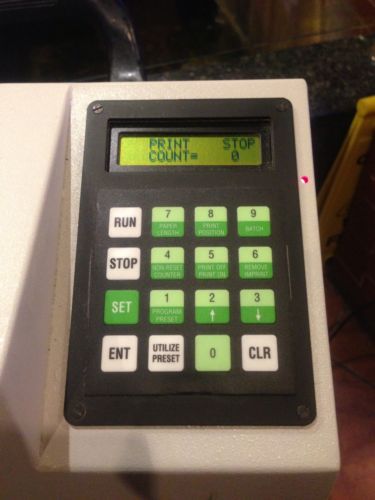 PRINT STOP
COUNT= 0
RUN
7
PAPER
LENGTH
8
PRINT
POSITION
9
BATCH
STOP
4
NON-RESET
COUNTER
5
PRINT OFF
PRINT ON
6
REMOVE
IMPRINT
SET
1
PROGRAM
PRESET
2
↑
3
↓
ENT
UTILIZE
PRESET
0
CLR